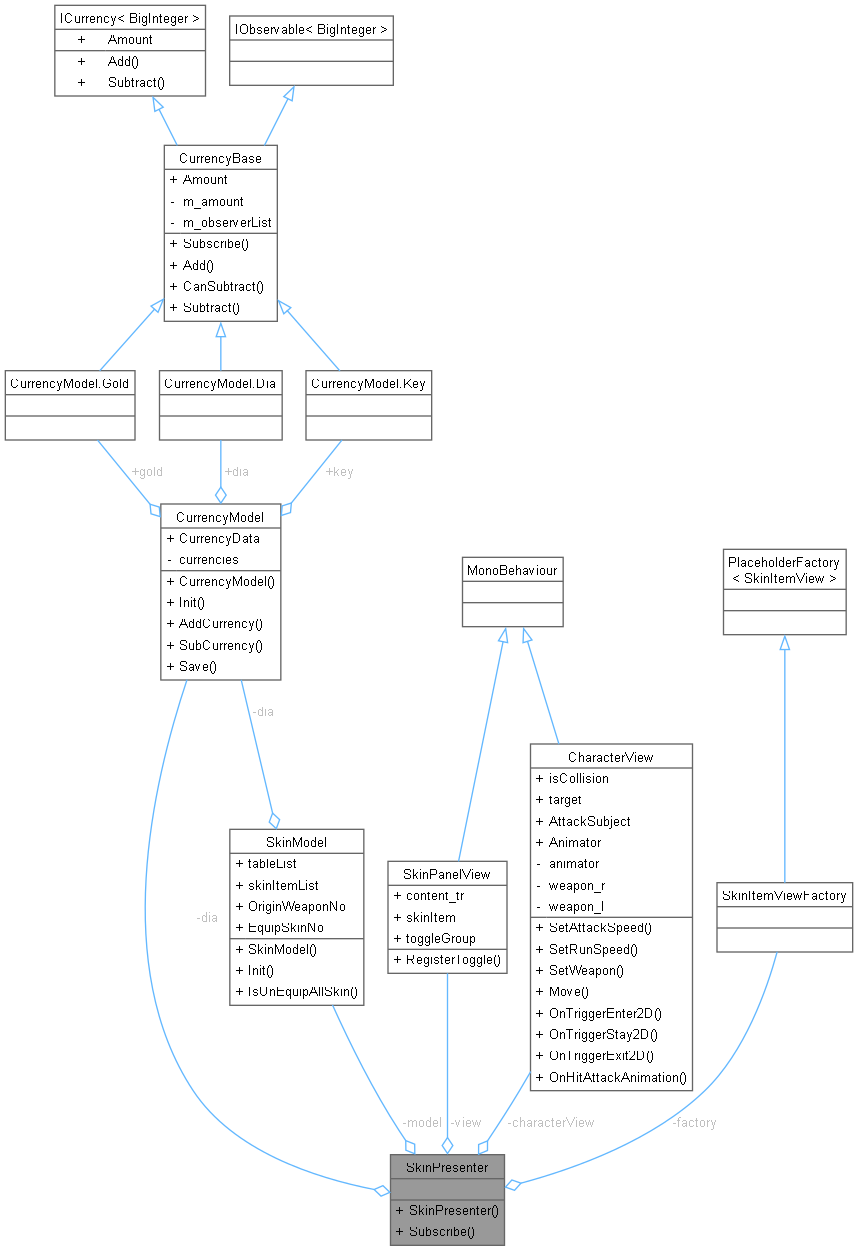 ICurrency< BigInteger >
+ Amount
+ Add()
+ Subtract()
IObservable< BigInteger >
CurrencyBase
+ Amount
- m_amount
- m_observerList
+ Subscribe()
+ Add()
+ CanSubtract()
+ Subtract()
CurrencyModel.Gold
CurrencyModel.Dia
CurrencyModel.Key
+gold
+dia
+key
CurrencyModel
+ CurrencyData
- currencies
+ CurrencyModel()
+ Init()
+ AddCurrency()
+ SubCurrency()
+ Save()
MonoBehaviour
PlaceholderFactory
< SkinItemView >
-dia
SkinModel
+ tableList
+ skinItemList
+ OriginWeaponNo
+ EquipSkinNo
+ SkinModel()
+ Init()
+ IsUnEquipAllSkin()
SkinPanelView
+ content_tr
+ skinItem
+ toggleGroup
+ RegisterToggle()
CharacterView
+ isCollision
+ target
+ AttackSubject
+ Animator
- animator
- weapon_r
- weapon_l
+ SetAttackSpeed()
+ SetRunSpeed()
+ SetWeapon()
+ Move()
+ OnTriggerEnter2D()
+ OnTriggerStay2D()
+ OnTriggerExit2D()
+ OnHitAttackAnimation()
SkinItemViewFactory
-dia
-model
-view
-characterView
-factory
SkinPresenter
+ SkinPresenter()
+ Subscribe()